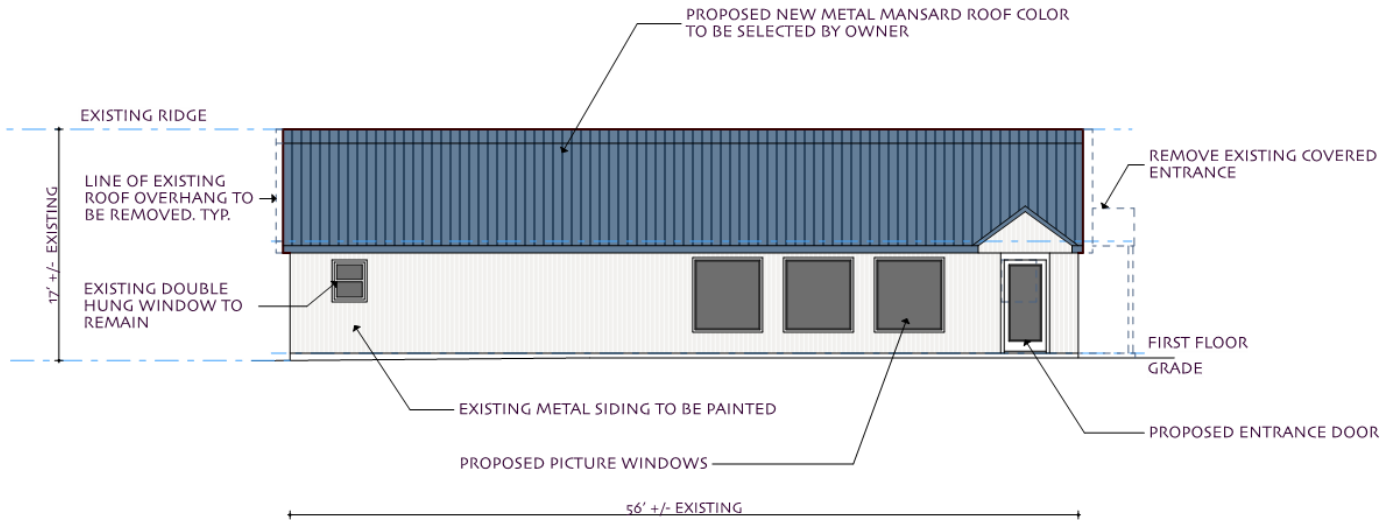 PROPOSED NEW METAL MANSARD ROOF COLOR
TO BE SELECTED BY OWNER
EXISTING RIDGE
REMOVE EXISTING COVERED
ENTRANCE
LINE OF EXISTING
ROOF OVERHANG TO
BE REMOVED. TYP.
17' +/- EXISTING
EXISTING DOUBLE
HUNG WINDOW TO
REMAIN
FIRST FLOOR
GRADE
EXISTING METAL SIDING TO BE PAINTED
PROPOSED ENTRANCE DOOR
PROPOSED PICTURE WINDOWS
56' +/- EXISTING